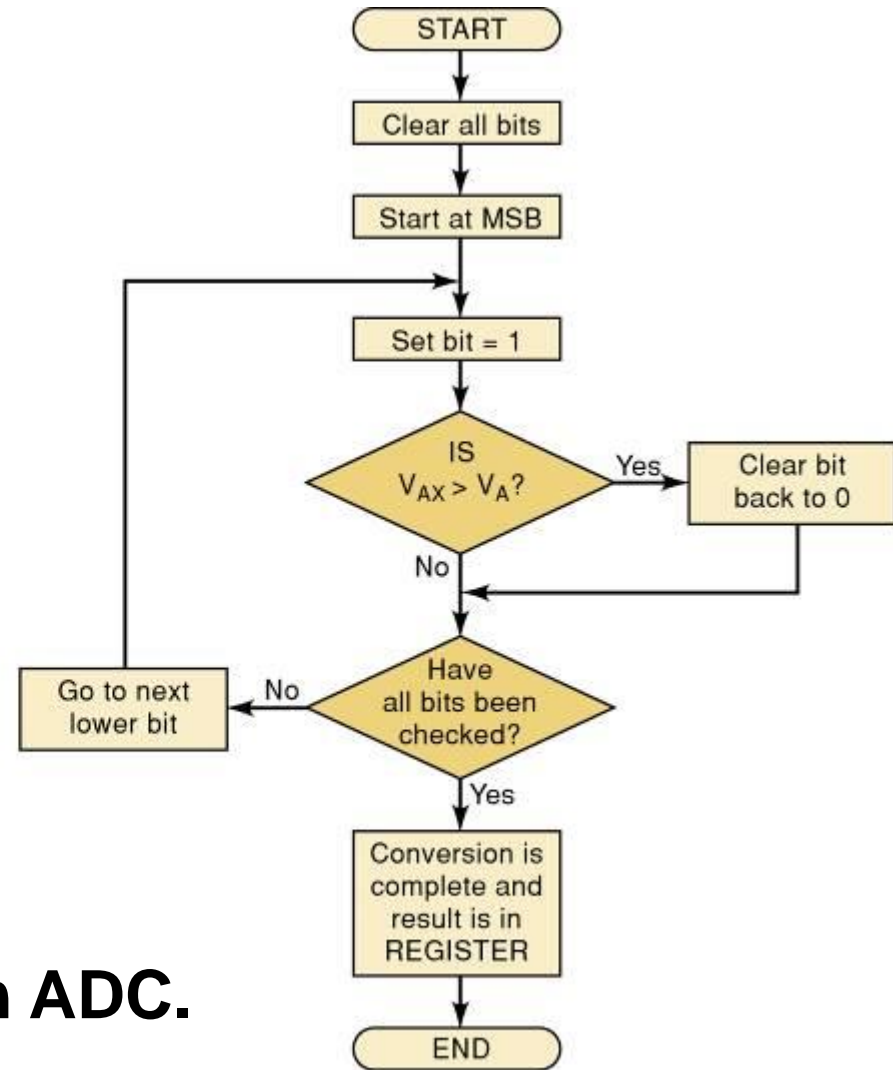 START
Clear all bits
Start at MSB
Set bit = 1
IS
V_AX > V_A?
Yes
Clear bit
back to 0
No
Have
all bits been
checked?
No
Go to next
lower bit
Yes
Conversion is
complete and
result is in
REGISTER
END
ADC.